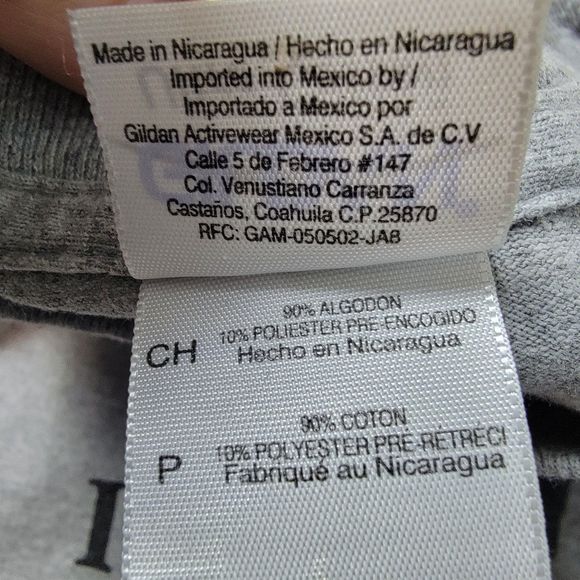 Made in Nicaragua / Hecho en Nicaragua
Imported into Mexico by /
Importado a Mexico por
Gildan Activewear Mexico S.A. de C.V
Calle 5 de Febrero #147
Col. Venustiano Carranza
Castaños, Coahuila C.P.25870
RFC: GAM-050502-JA8
90% ALGODON
10% POLIESTER PRE-ENCOGIDO
CH Hecho en Nicaragua
90% COTON
10% POLYESTER PRE-RÉTRÉCI
P Fabriqué au Nicaragua
I